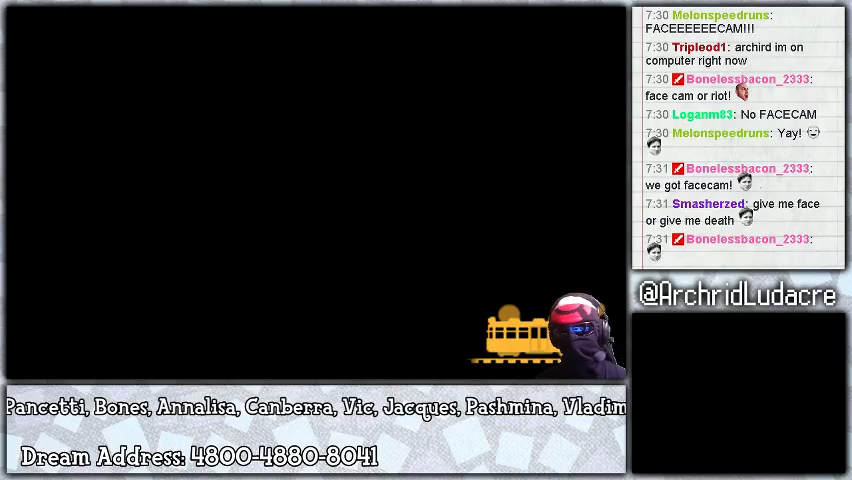 7:30 Melonspeedruns:
FACEEEEEECAM!!!
7:30 Tripleod1: archird im on
computer right now
7:30 Bonelessbacon_2333:
face cam or riot!
7:30 Loganm83: No FACECAM
7:30 Melonspeedruns: Yay!
7:31 Bonelessbacon_2333:
we got facecam!
7:31 Smasherzed: give me face
or give me death
7:31 Bonelessbacon_2333:
@ArchridLudacre
Pancetti, Bones, Annalisa, Canberra, Vic, Jacques, Pashmina, Vladim
Dream Address: 4800-4880-8041